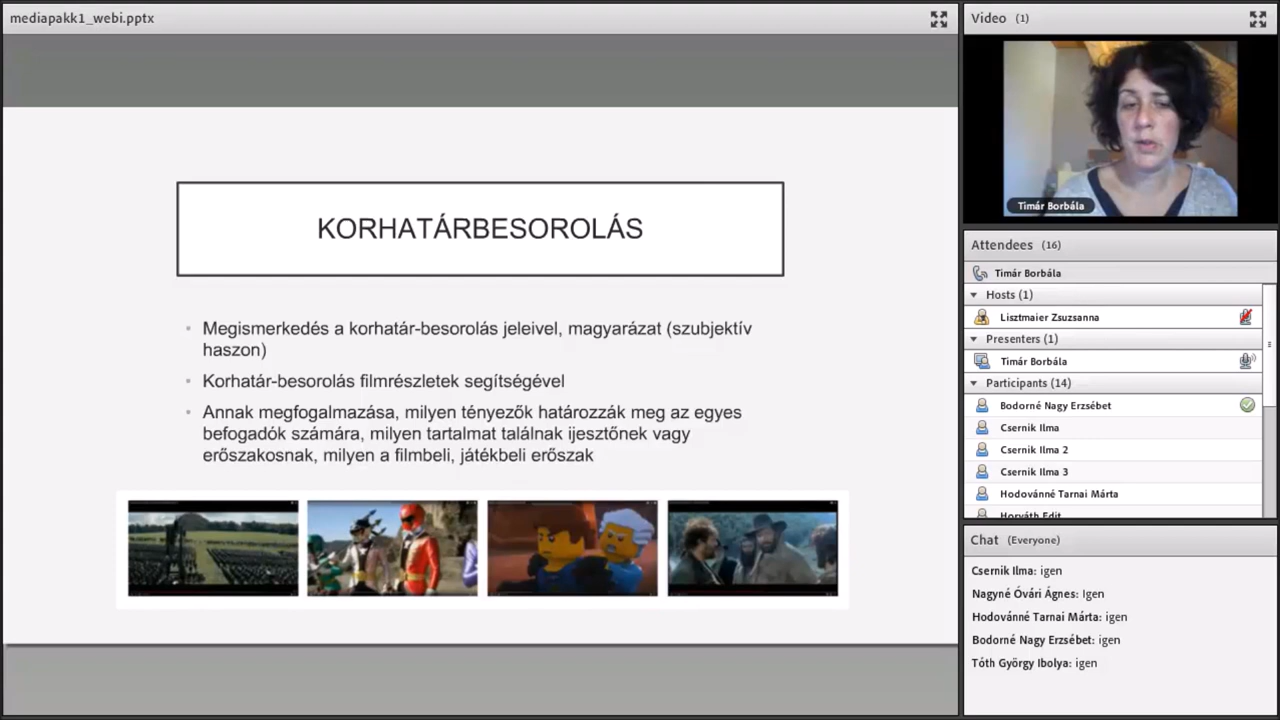 mediapakk1_webi.pptx
KORHATÁRBESOROLÁS
• Megismerkedés a korhatár-besorolás jeleivel, magyarázat (szubjektív
haszon)
• Korhatár-besorolás filmrészletek segítségével
• Annak megfogalmazása, milyen tényezők határozzák meg az egyes
befogadók számára, milyen tartalmat találnak ijesztőnek vagy
erőszakosnak, milyen a filmbeli, játékbeli erőszak
Video (1)
Timár Borbála
Attendees (16)
Timár Borbála
Hosts (1)
Lisztmaier Zsuzsanna
Presenters (1)
Timár Borbála
Participants (14)
Bodorné Nagy Erzsébet
Csernik Ilma
Csernik Ilma 2
Csernik Ilma 3
Hodovánné Tarnai Márta
Horváth Edit
Chat (Everyone)
Csernik Ilma: igen
Nagyné Óvári Ágnes: Igen
Hodovánné Tarnai Márta: igen
Bodorné Nagy Erzsébet: igen
Tóth György Ibolya: igen